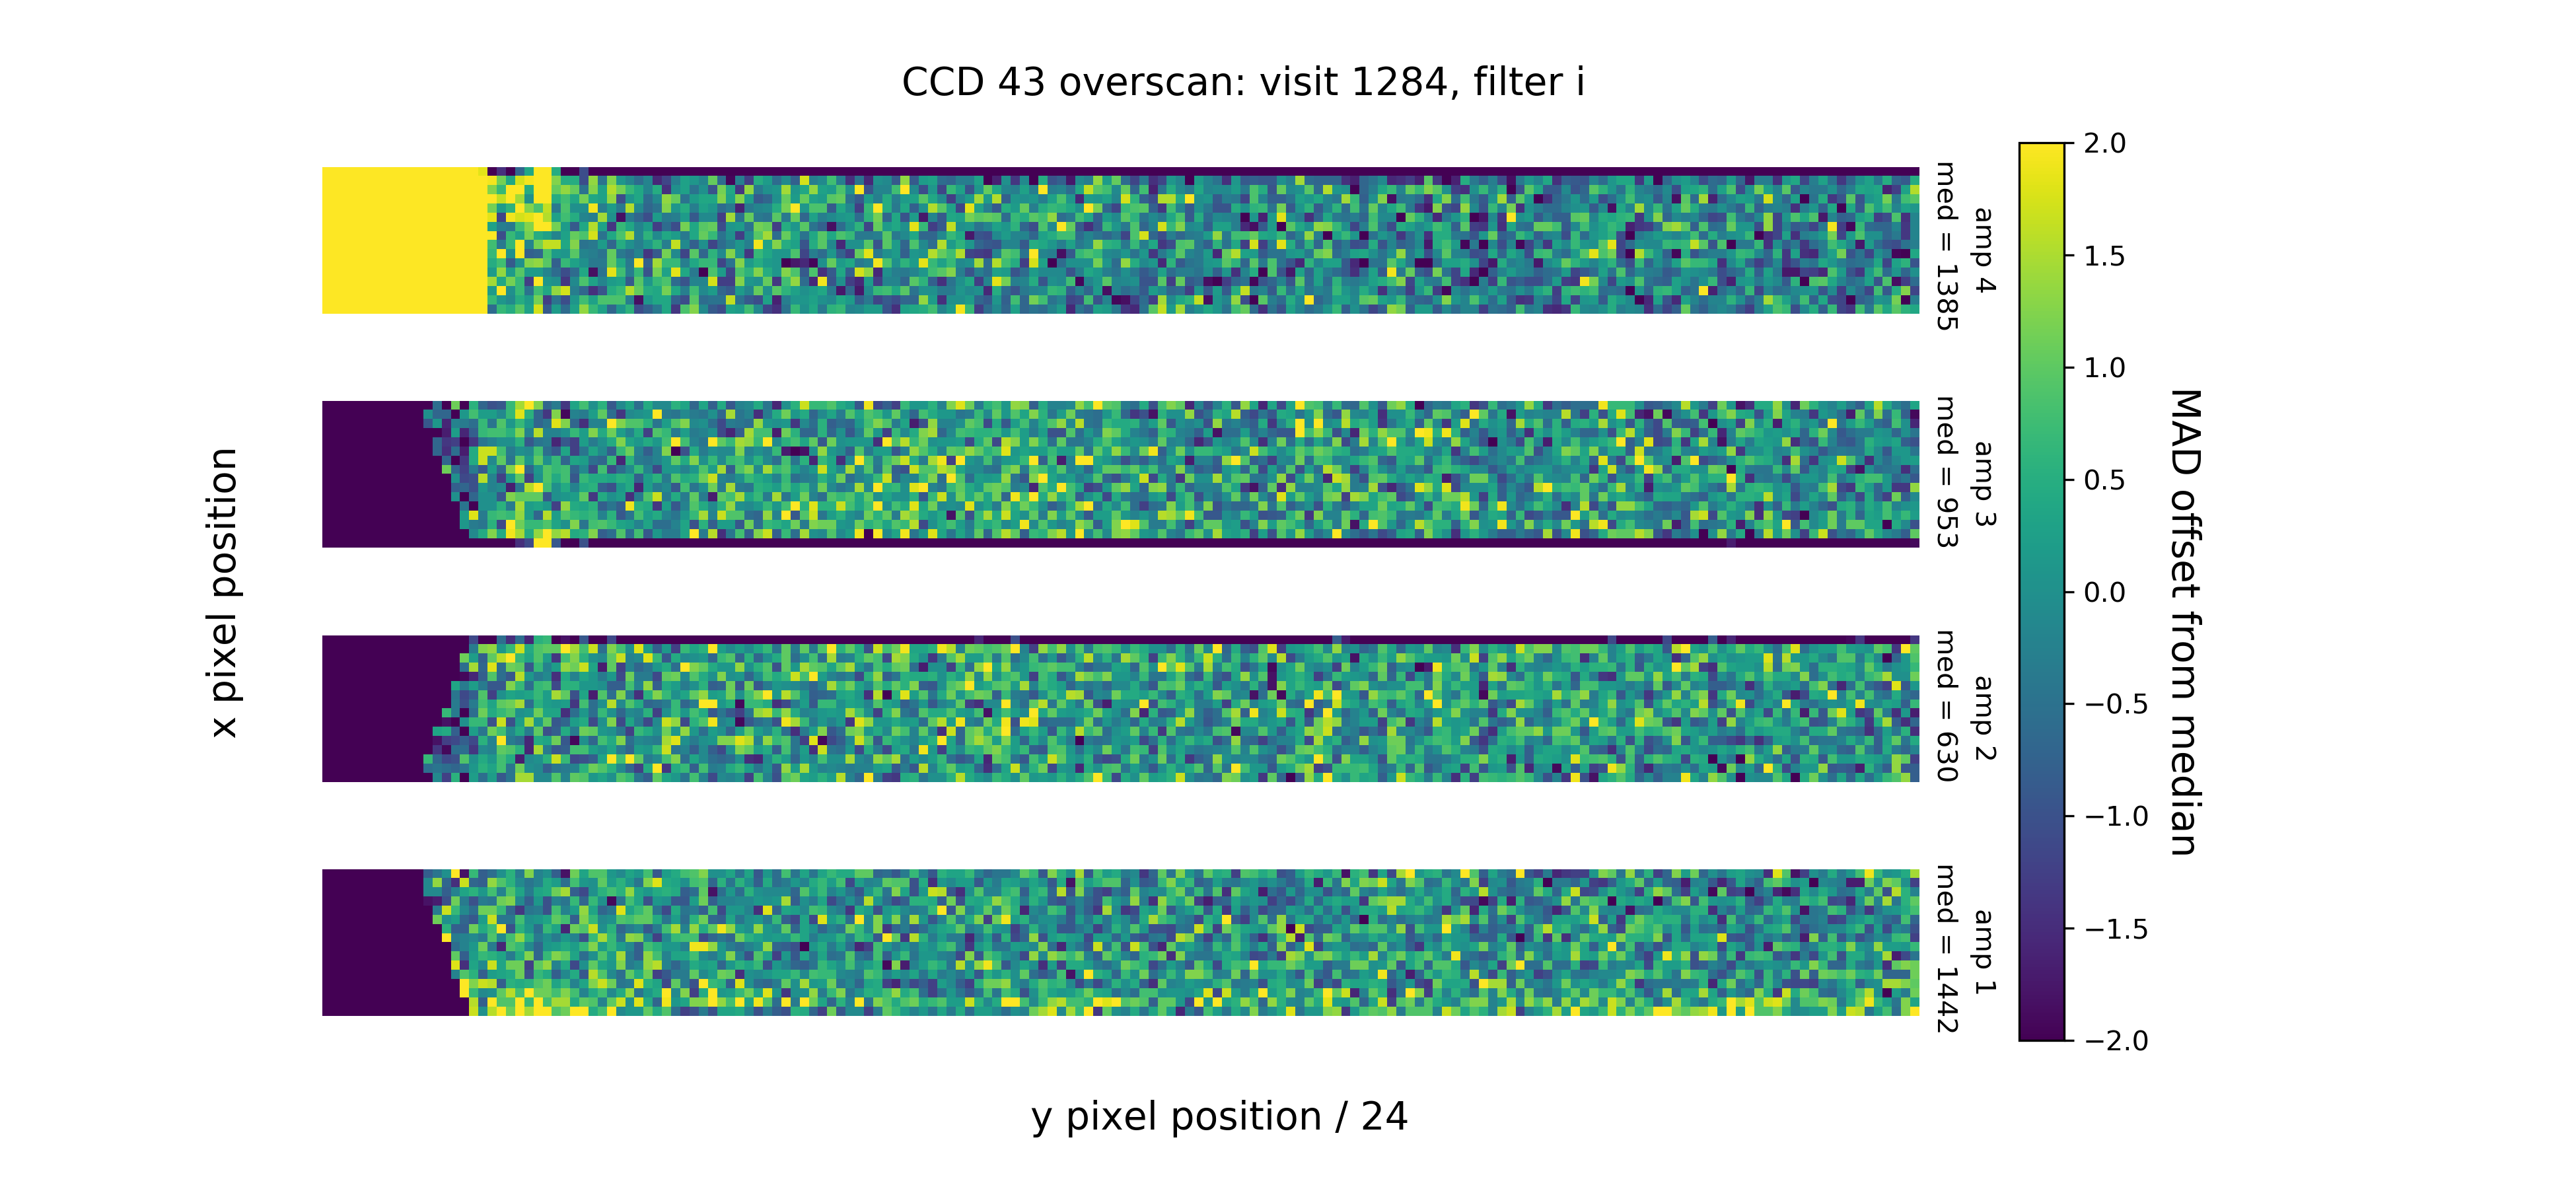 CCD 43 overscan: visit 1284, filter i
x pixel position
amp 4
med = 1385
amp 3
med = 953
amp 2
med = 630
amp 1
med = 1442
y pixel position / 24
2.0
1.5
1.0
0.5
0.0
−0.5
−1.0
−1.5
−2.0
MAD offset from median